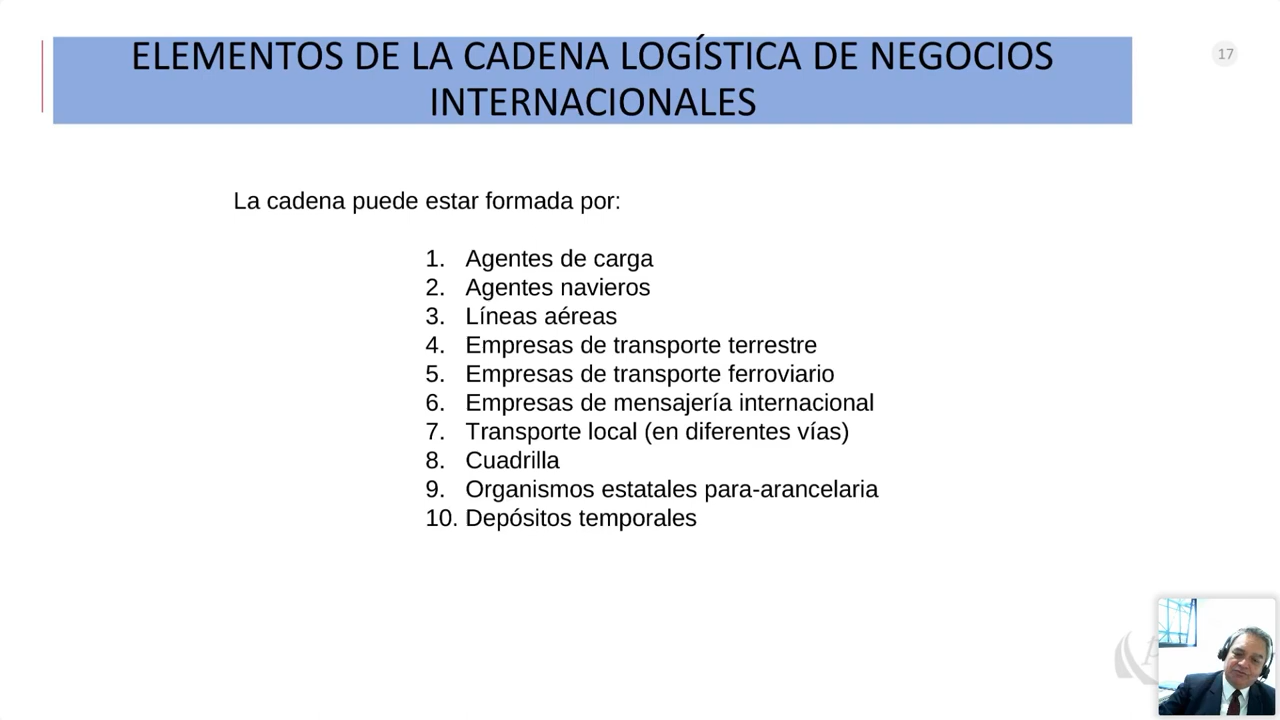 ELEMENTOS DE LA CADENA LOGÍSTICA DE NEGOCIOS
INTERNACIONALES
17
La cadena puede estar formada por:
1. Agentes de carga
2. Agentes navieros
3. Líneas aéreas
4. Empresas de transporte terrestre
5. Empresas de transporte ferroviario
6. Empresas de mensajería internacional
7. Transporte local (en diferentes vías)
8. Cuadrilla
9. Organismos estatales para-arancelaria
10. Depósitos temporales